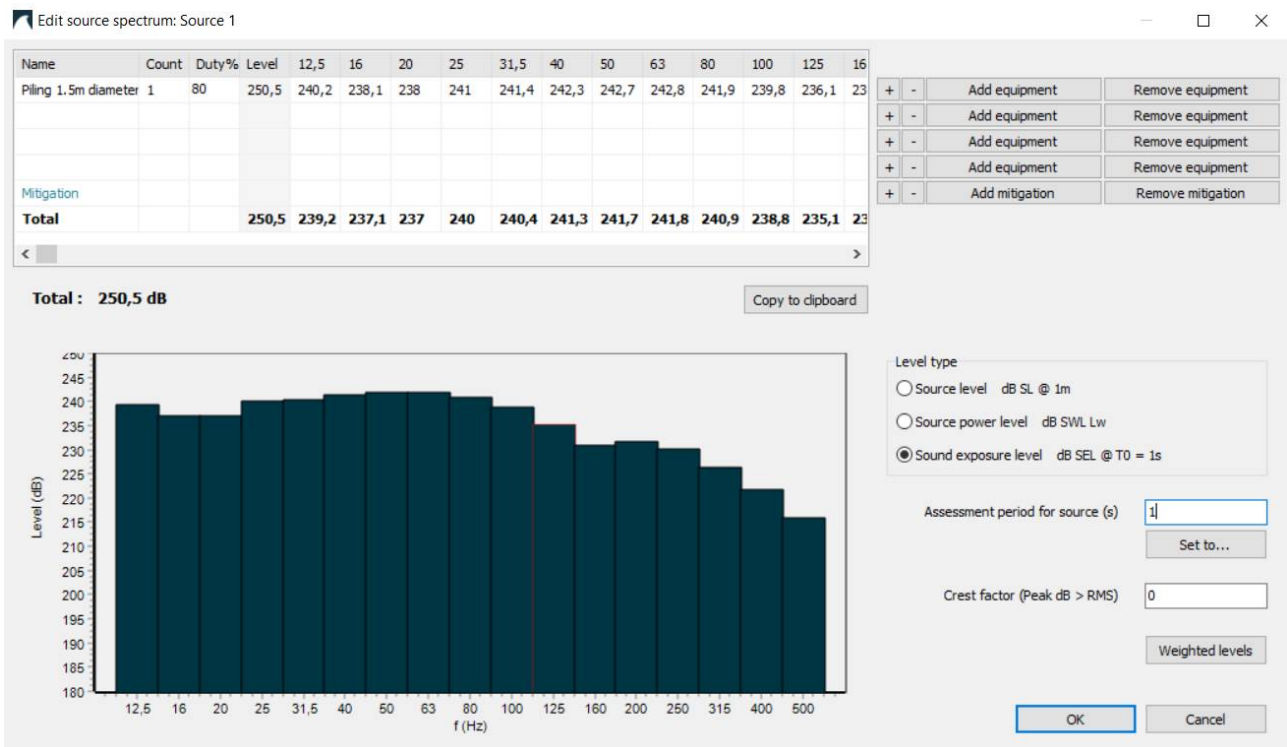 Edit source spectrum: Source 1
Name Count Duty% Level 12,5 16 20 25 31,5 40 50 63 80 100 125 16
Piling 1.5m diameter 1 80 250,5 240,2 238,1 238 241 241,4 242,3 242,7 242,8 241,9 239,8 236,1 23
+ - Add equipment Remove equipment
+ - Add equipment Remove equipment
+ - Add equipment Remove equipment
+ - Add equipment Remove equipment
Mitigation + - Add mitigation Remove mitigation
Total 250,5 239,2 237,1 237 240 240,4 241,3 241,7 241,8 240,9 238,8 235,1 23
Total : 250,5 dB
Copy to clipboard
250
245
240
235
230
225
220
215
210
205
200
195
190
185
180
Level (dB)
12,5 16 20 25 31,5 40 50 63 80 100 125 160 200 250 315 400 500
f (Hz)
Level type
Source level dB SL @ 1m
Source power level dB SWL Lw
Sound exposure level dB SEL @ T0 = 1s
Assessment period for source (s) 1
Set to...
Crest factor (Peak dB > RMS) 0
Weighted levels
OK Cancel